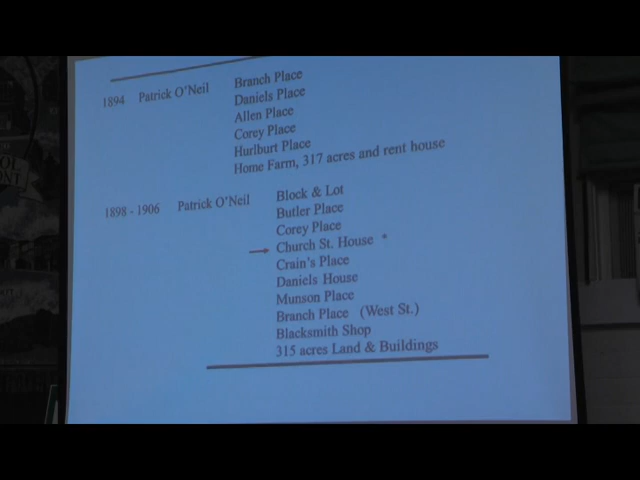 1894 Patrick O'Neil Branch Place
Daniels Place
Allen Place
Corey Place
Hurlburt Place
Home Farm, 317 acres and rent house
1898 - 1906 Patrick O'Neil Block & Lot
Butler Place
Corey Place
→ Church St. House *
Crain's Place
Daniels House
Munson Place
Branch Place (West St.)
Blacksmith Shop
315 acres Land & Buildings